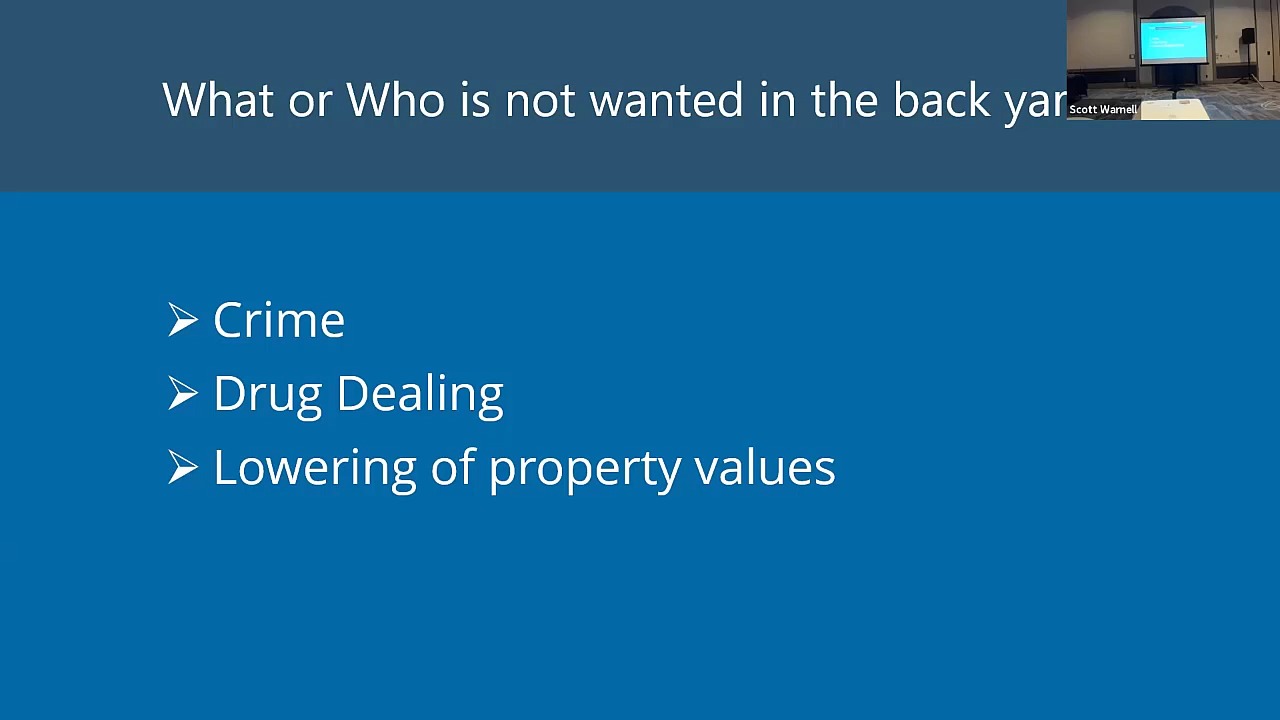 What or Who is not wanted in the back yar
Scott Warnell
Crime
Drug Dealing
Lowering of property values